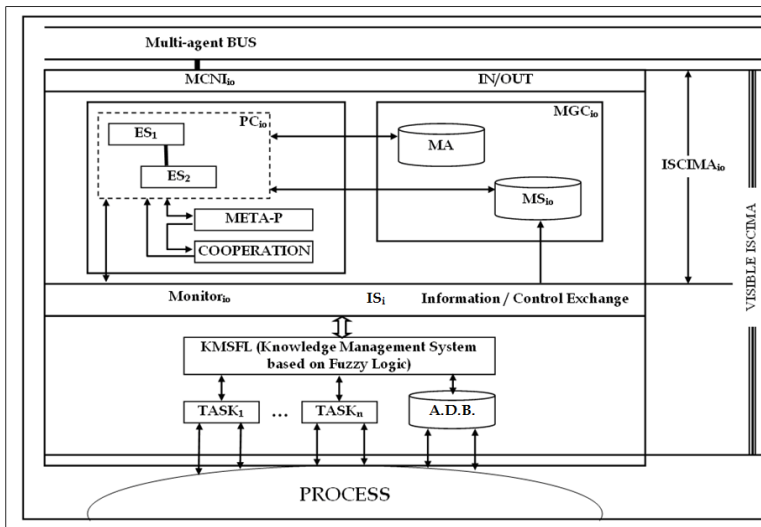 Multi-agent BUS
MCNIio IN/OUT
PCio
MGCio
ES1
MA
ISCIMAio
ES2
MSio
META-P
COOPERATION
VISIBLE ISCIMA
Monitorio ISi Information / Control Exchange
KMSFL (Knowledge Management System
based on Fuzzy Logic)
TASK1 ... TASKn A.D.B.
PROCESS